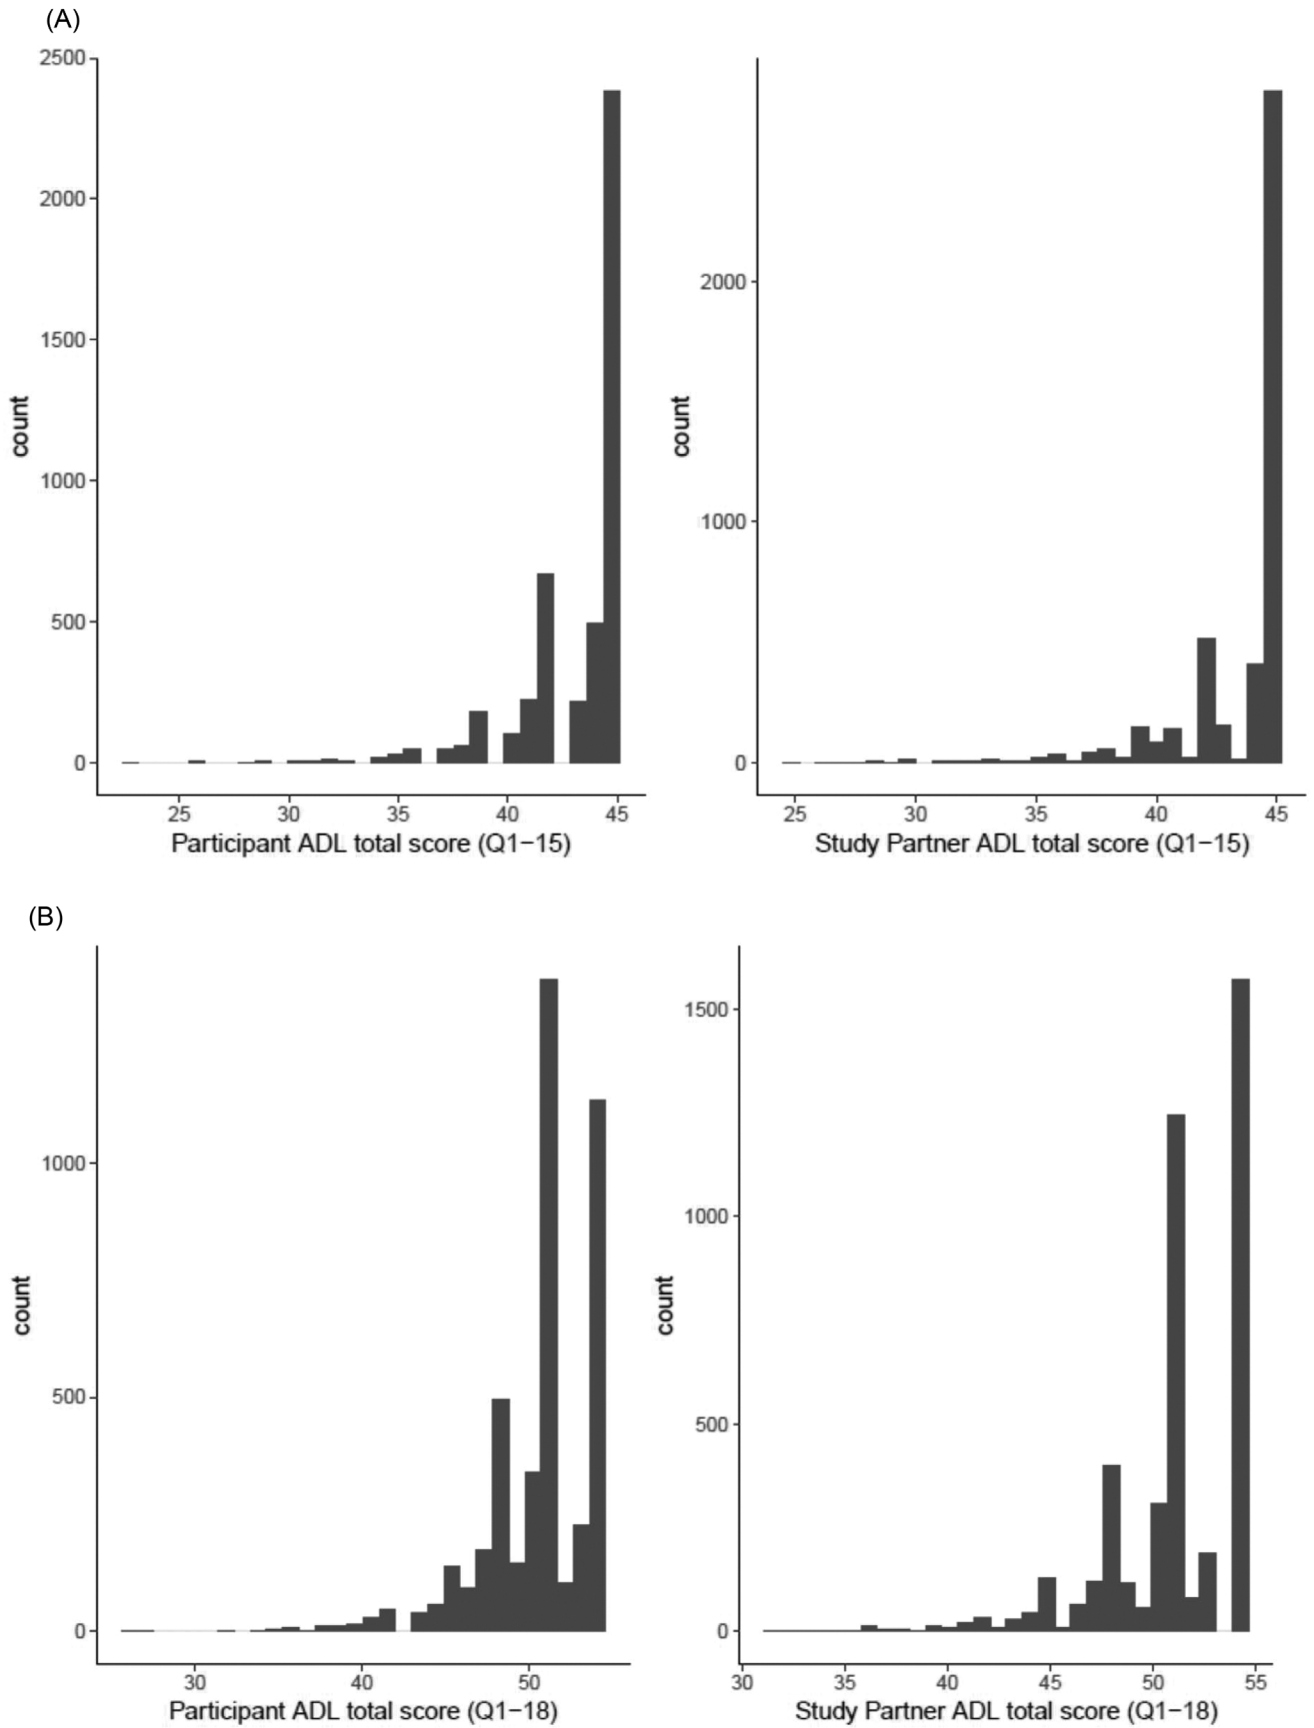 (A)
2500
2000
1500
1000
500
0
count
25 30 35 40 45
Participant ADL total score (Q1−15)
2000
1000
0
count
25 30 35 40 45
Study Partner ADL total score (Q1−15)
(B)
1000
500
0
count
30 40 50
Participant ADL total score (Q1−18)
1500
1000
500
0
count
30 35 40 45 50 55
Study Partner ADL total score (Q1−18)